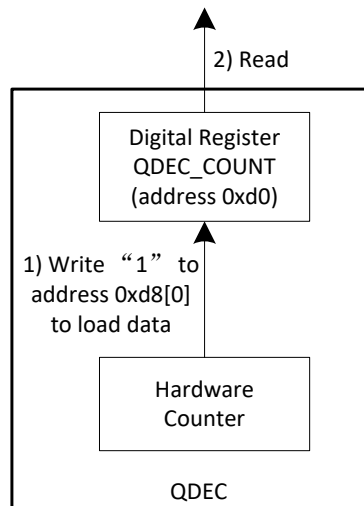 2) Read
Digital Register
QDEC_COUNT
(address 0xd0)
1) Write “1” to
address 0xd8[0]
to load data
Hardware
Counter
QDEC